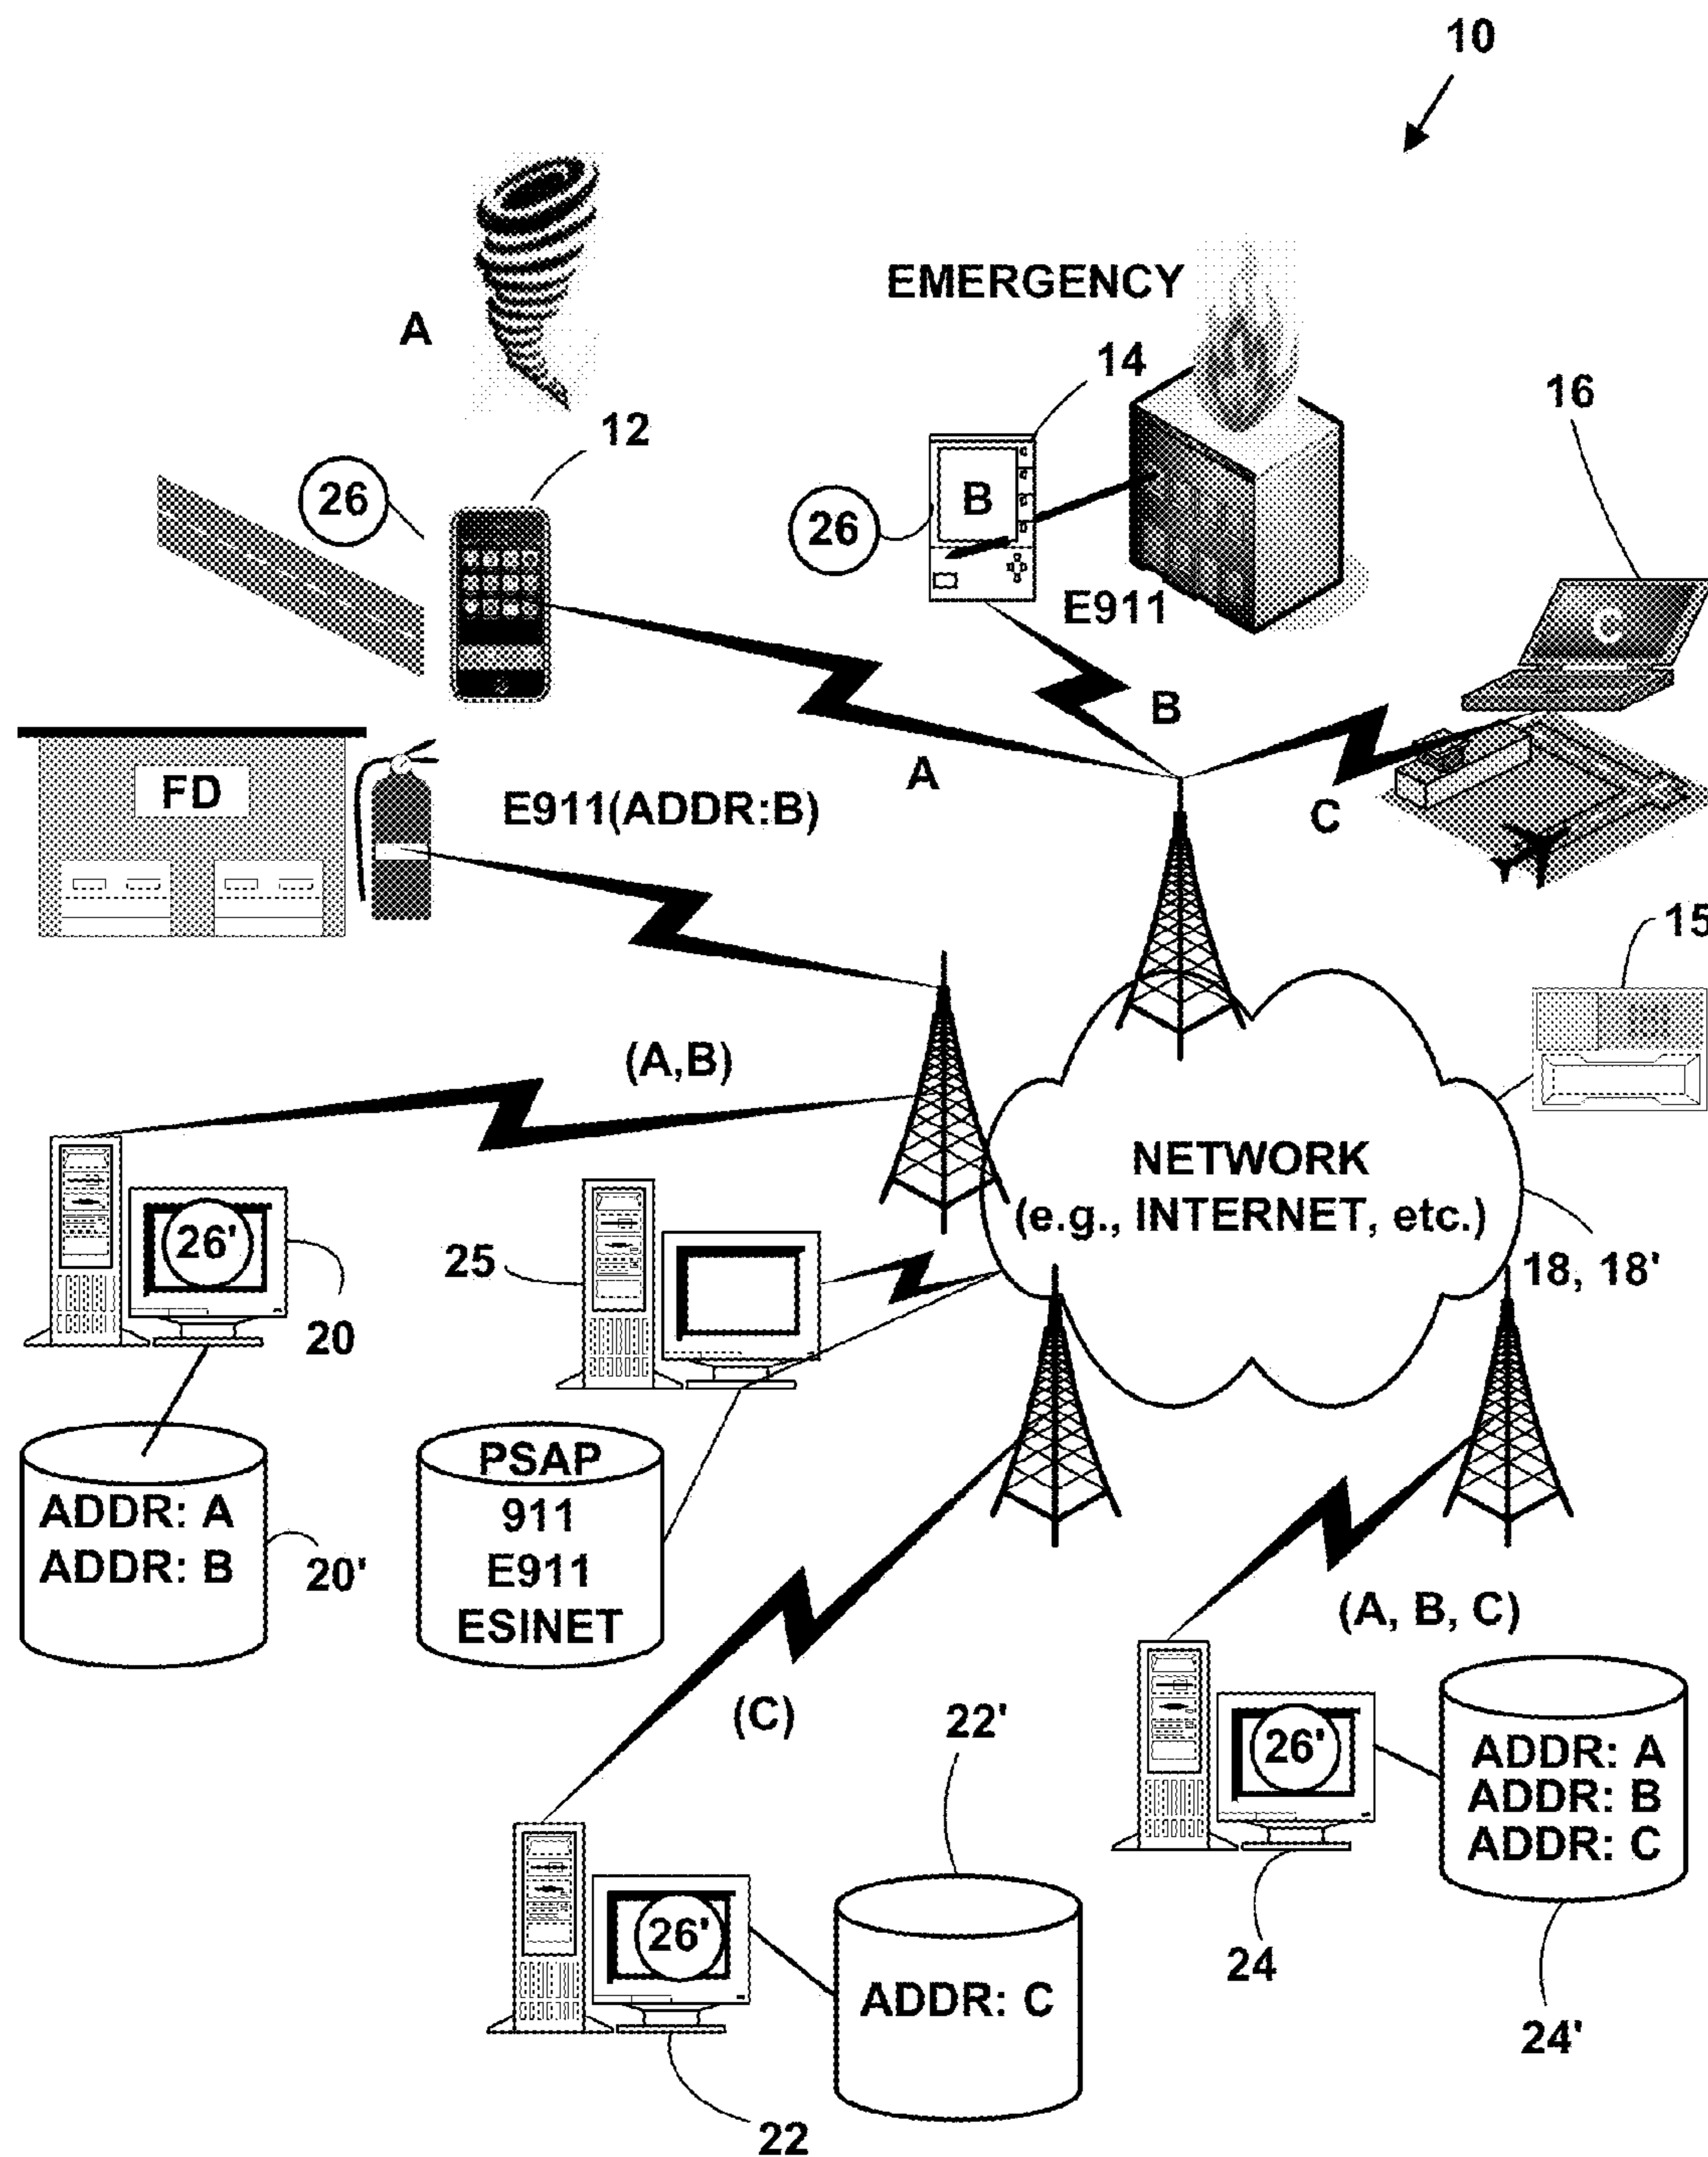 10
EMERGENCY
A
14
16
12
26
26
B
C
E911
B
A
C
FD
E911(ADDR:B)
15
(A,B)
NETWORK
(e.g., INTERNET, etc.)
26'
25
18, 18'
20
PSAP
911
E911
ESINET
ADDR: A
ADDR: B
20'
(A, B, C)
(C)
22'
26'
ADDR: A
ADDR: B
ADDR: C
26'
ADDR: C
24
24'
22